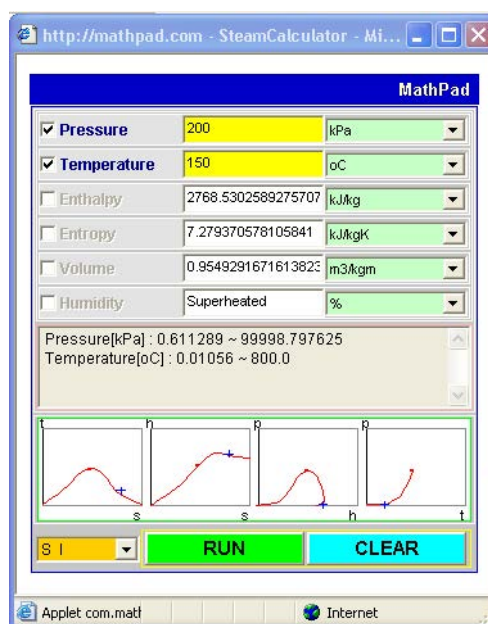 http://mathpad.com - SteamCalculator - Mi...
MathPad
Pressure 200 kPa
Temperature 150 oC
Enthalpy 2768.5302589275707 kJ/kg
Entropy 7.279370578105841 kJ/kgK
Volume 0.9549291671613823 m3/kgm
Humidity Superheated %
Pressure[kPa] : 0.611289 ~ 99998.797625
Temperature[oC] : 0.01056 ~ 800.0
t h p p
s s h t
S I RUN CLEAR
Applet com.math Internet